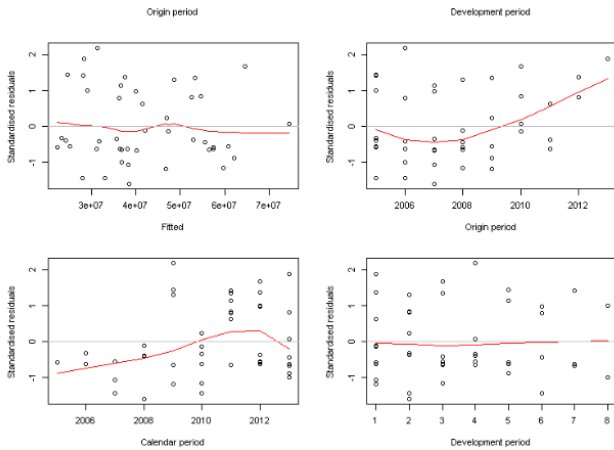 Origin period
Development period
Standardised residuals
2
1
0
-1
3e+07
4e+07
5e+07
6e+07
7e+07
Fitted
Standardised residuals
2
1
0
-1
2006
2008
2010
2012
Origin period
Standardised residuals
2
1
0
-1
2006
2008
2010
2012
Calendar period
Standardised residuals
2
1
0
-1
1
2
3
4
5
6
7
8
Development period